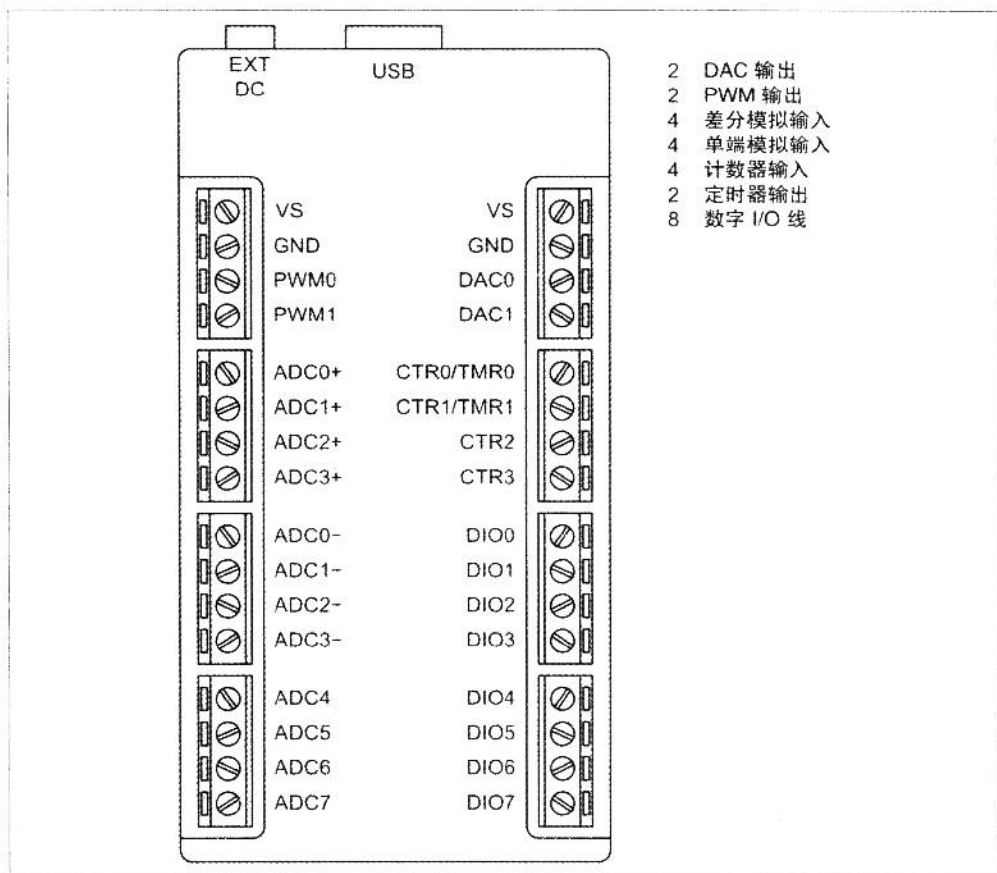 EXT
DC
USB
2 DAC 输出
2 PWM 输出
4 差分模拟输入
4 单端模拟输入
4 计数器输入
2 定时器输出
8 数字 I/O 线
VS VS
GND GND
PWM0 DAC0
PWM1 DAC1
ADC0+ CTR0/TMR0
ADC1+ CTR1/TMR1
ADC2+ CTR2
ADC3+ CTR3
ADC0- DIO0
ADC1- DIO1
ADC2- DIO2
ADC3- DIO3
ADC4 DIO4
ADC5 DIO5
ADC6 DIO6
ADC7 DIO7